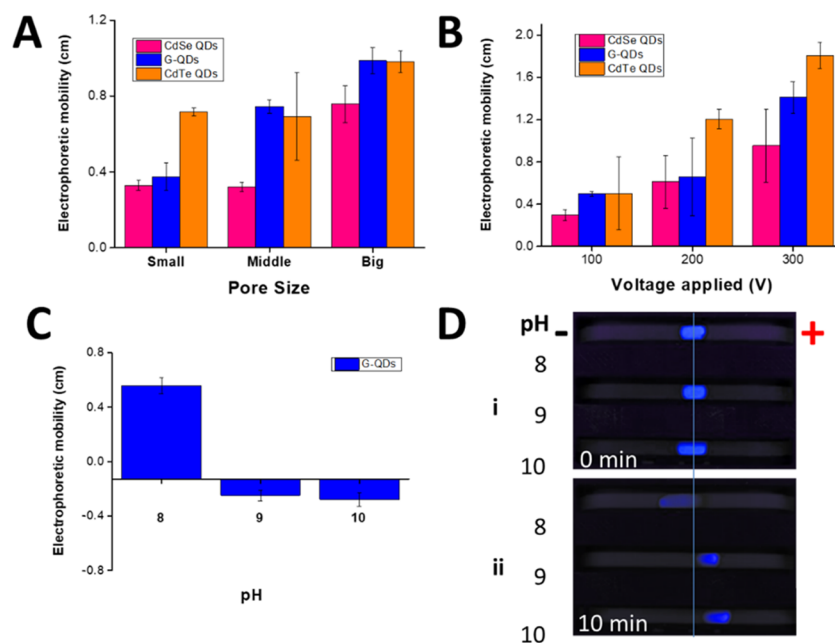 A
CdSe QDs
G-QDs
CdTe QDs
Electrophoretic mobility (cm)
1.2
0.8
0.4
0.0
Small Middle Big
Pore Size
B
CdSe QDs
G-QDs
CdTe QDs
Electrophoretic mobility (cm)
2.0
1.6
1.2
0.8
0.4
0.0
100 200 300
Voltage applied (V)
C
G-QDs
Electrophoretic mobility (cm)
0.8
0.4
0.0
-0.4
-0.8
8 9 10
pH
D
pH - +
8
i 9
10 0 min
8
ii 9
10 10 min